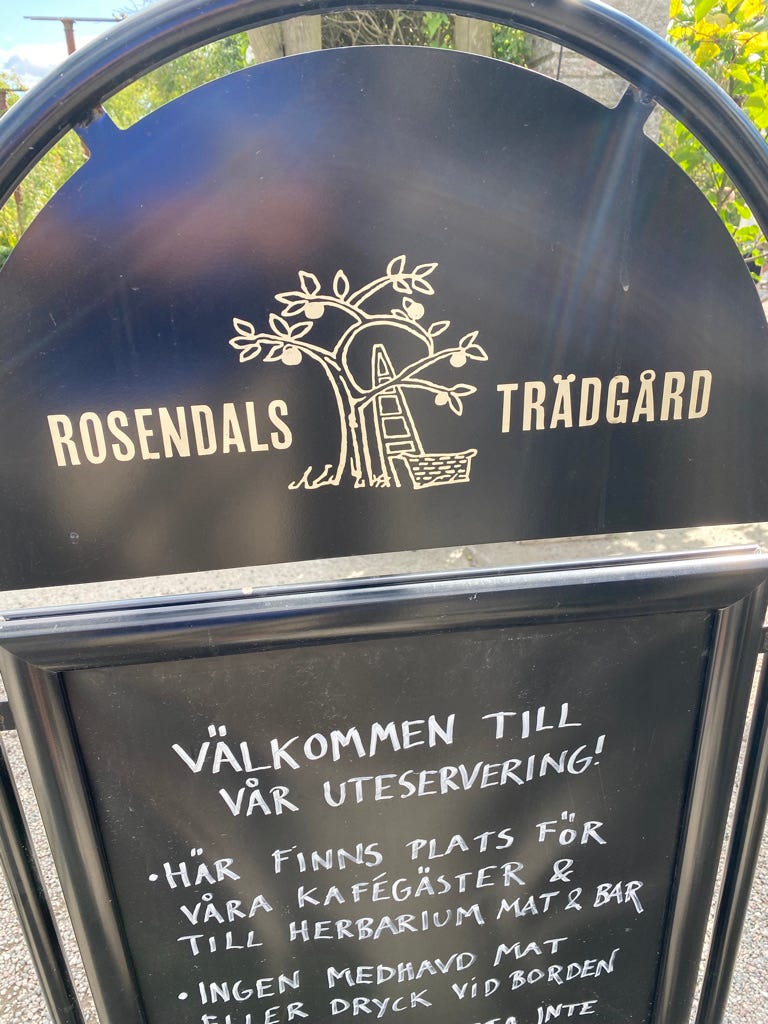 ROSENDALS TRÄDGÅRD
VÄLKOMMEN TILL
VÅR UTESERVERING!
• HÄR FINNS PLATS FÖR
VÅRA KAFÉGÄSTER &
TILL HERBARIUM MAT & BAR
• INGEN MEDHAVD MAT
ELLER DRYCK VID BORDEN
INTE